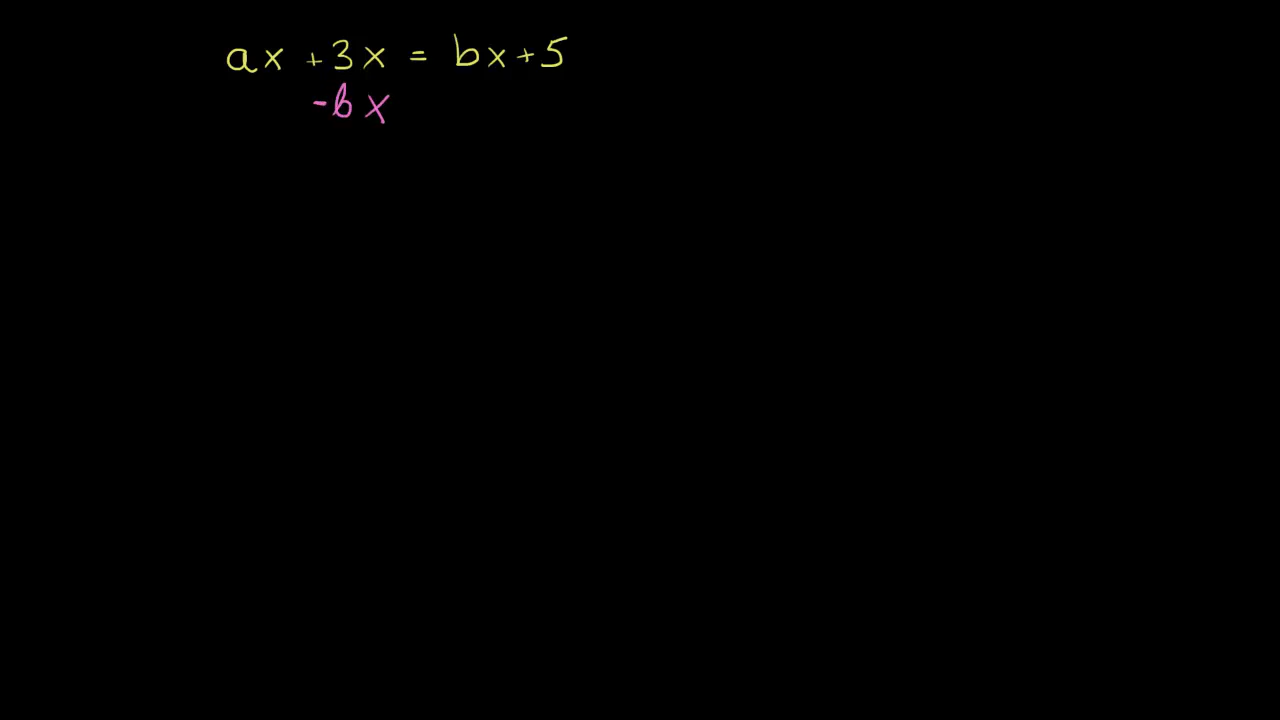 ax +3x = bx+5
-bx